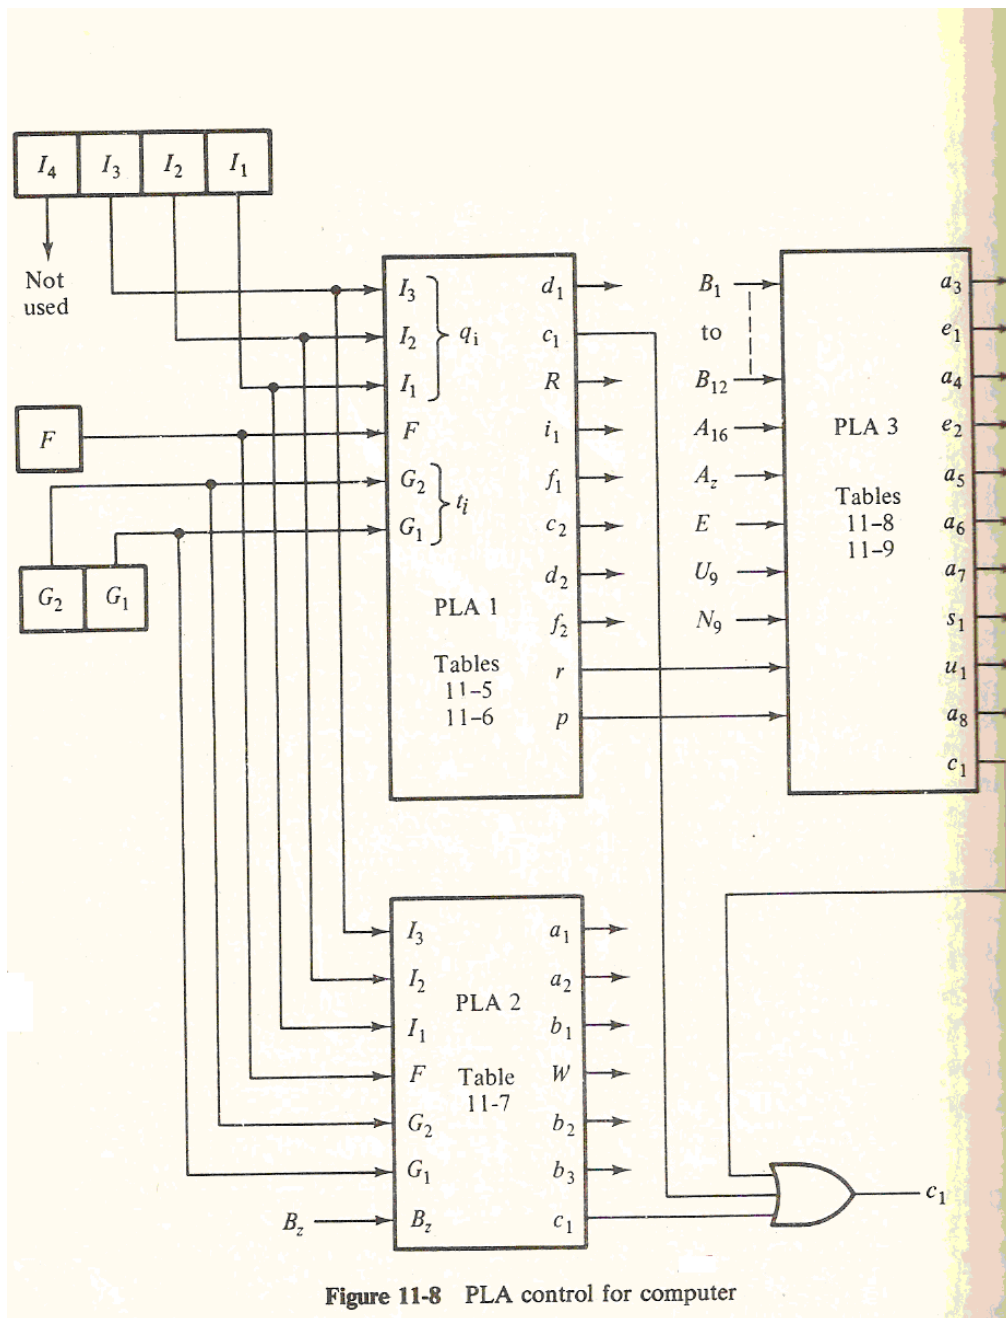 I4 I3 I2 I1
Not
used
F
G2 G1
I3
I2
I1
qi
F
G2
G1
ti
PLA 1
Tables
11-5
11-6
d1
c1
R
i1
f1
c2
d2
f2
r
p
B1
to
B12
A16
Az
E
U9
N9
PLA 3
Tables
11-8
11-9
a3
e1
a4
e2
a5
a6
a7
s1
u1
a8
c1
I3
I2
I1
F
G2
G1
Bz
Bz
PLA 2
Table
11-7
a1
a2
b1
W
b2
b3
c1
c1
Figure 11-8 PLA control for computer